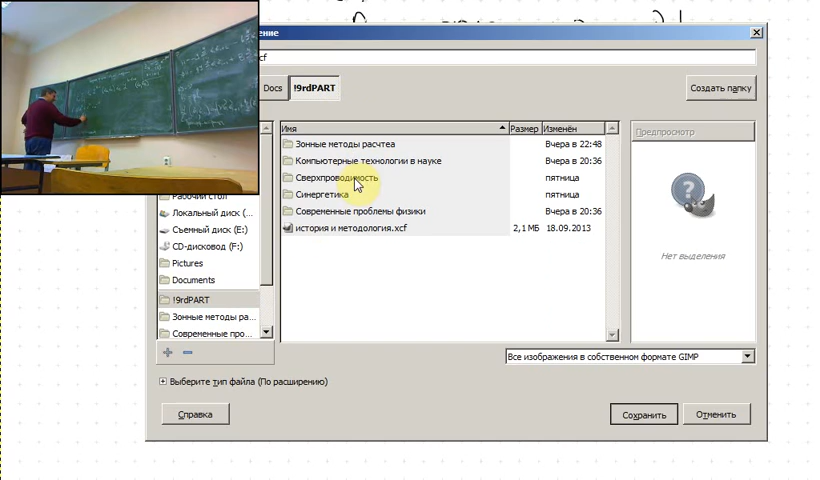 ение
cf
Docs
!9rdPART
Создать папку
Имя
Размер
Изменён
Предпросмотр
Зонные методы расчтеа
Вчера в 22:48
Компьютерные технологии в науке
Вчера в 20:36
Сверхпроводимость
пятница
Синергетика
пятница
Современные проблемы физики
Вчера в 20:36
история и методология.xcf
2,1 МБ
18.09.2013
Рабочий стол
Локальный диск (...
Съемный диск (E:)
CD-дисковод (F:)
Pictures
Documents
!9rdPART
Зонные методы ра...
Современные про...
Нет выделения
Все изображения в собственном формате GIMP
Выберите тип файла (По расширению)
Справка
Сохранить
Отменить